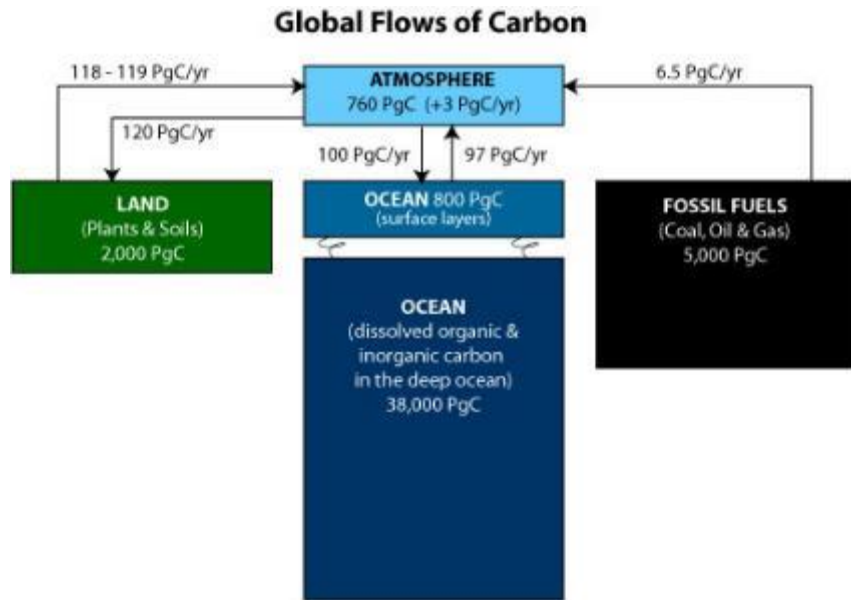 Global Flows of Carbon
118 - 119 PgC/yr
ATMOSPHERE
760 PgC (+3 PgC/yr)
6.5 PgC/yr
120 PgC/yr
100 PgC/yr
97 PgC/yr
LAND
(Plants & Soils)
2,000 PgC
OCEAN 800 PgC
(surface layers)
FOSSIL FUELS
(Coal, Oil & Gas)
5,000 PgC
OCEAN
(dissolved organic &
inorganic carbon
in the deep ocean)
38,000 PgC